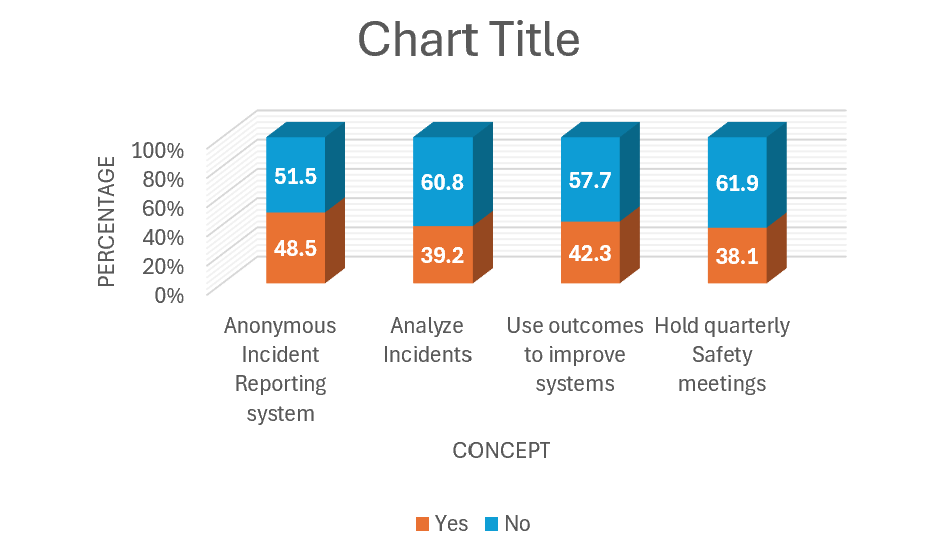 Chart Title
PERCENTAGE
100%
80%
60%
40%
20%
0%
51.5
60.8
57.7
61.9
48.5
39.2
42.3
38.1
Anonymous
Incident
Reporting
system
Analyze
Incidents
Use outcomes
to improve
systems
Hold quarterly
Safety
meetings
CONCEPT
Yes No